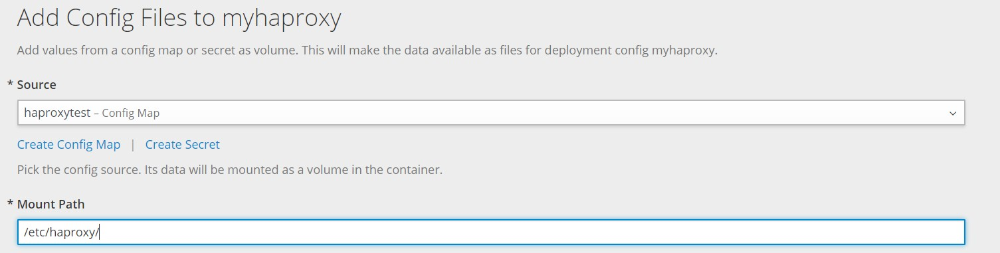 Add Config Files to myhaproxy
Add values from a config map or secret as volume. This will make the data available as files for deployment config myhaproxy.
* Source
haproxytest – Config Map
Create Config Map | Create Secret
Pick the config source. Its data will be mounted as a volume in the container.
* Mount Path
/etc/haproxy/